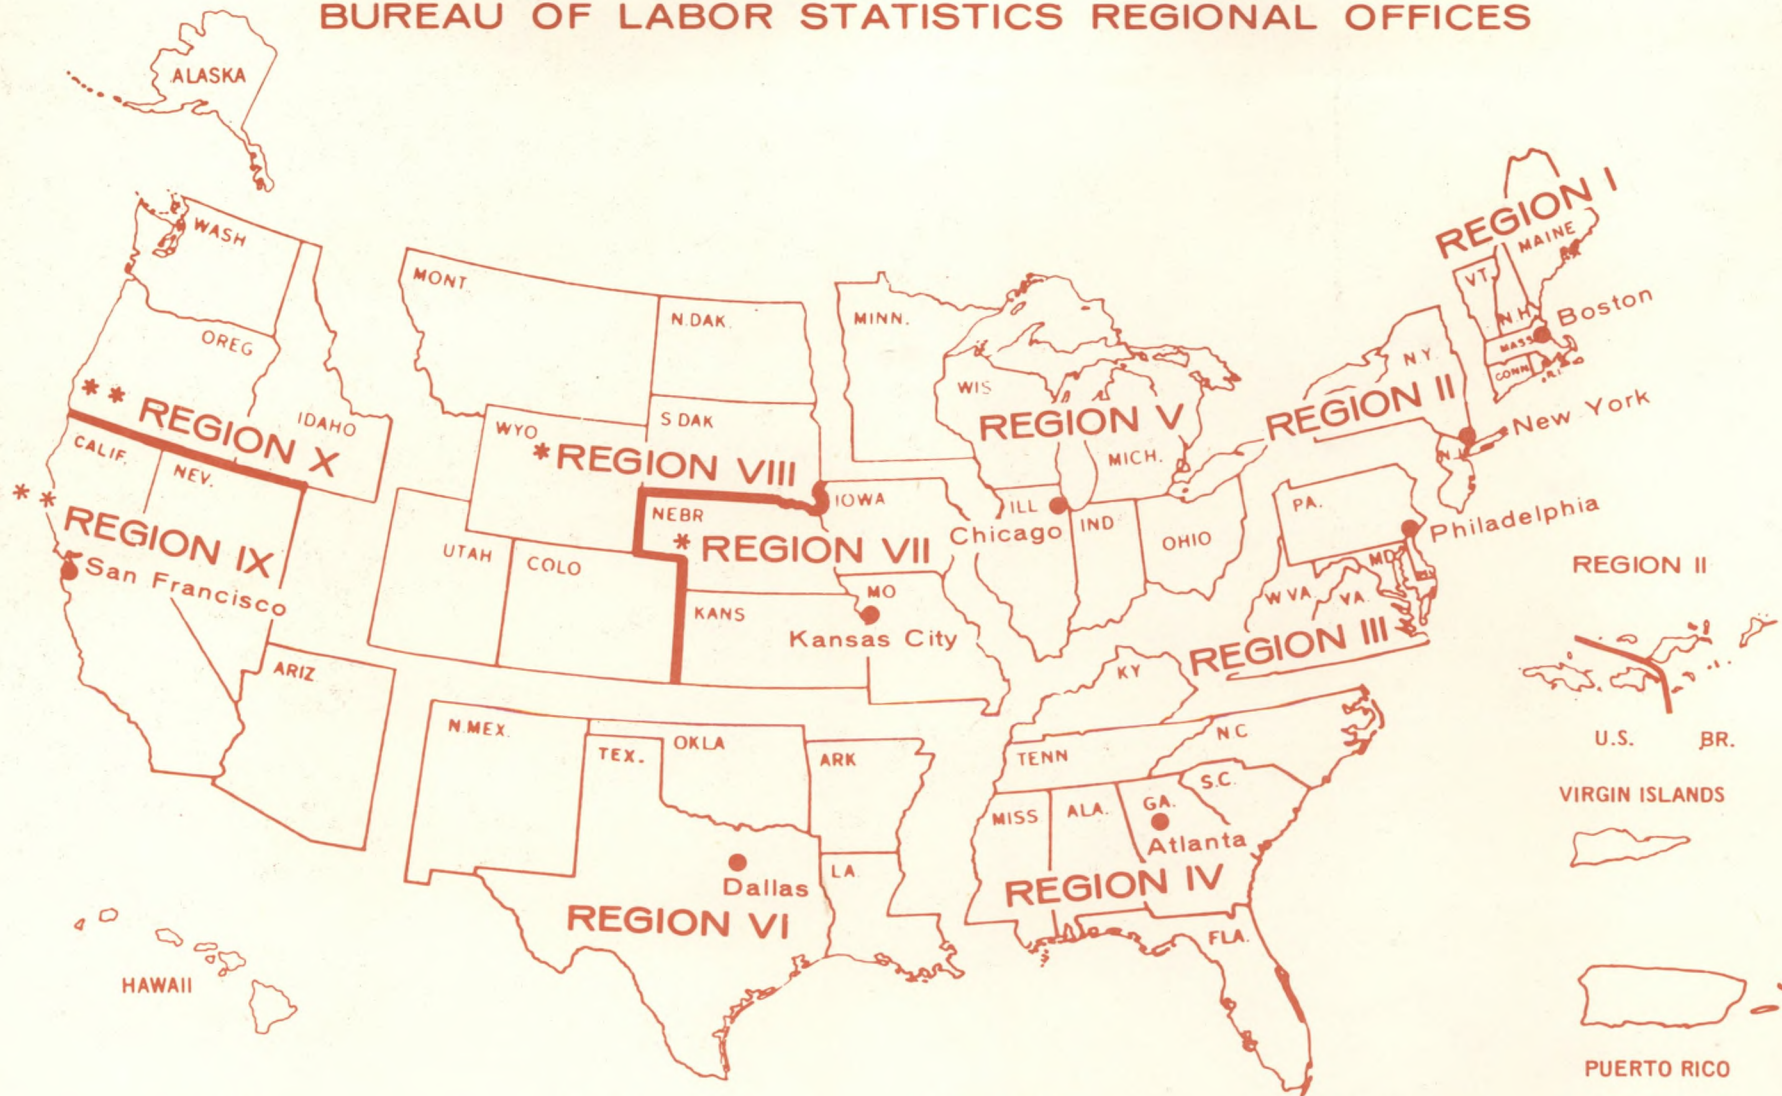 BUREAU OF LABOR STATISTICS REGIONAL OFFICES
ALASKA
REGION I
MAINE
VT.
N.H.
Boston
MASS
CONN
R.I.
WASH
OREG
** REGION X
IDAHO
MONT
N.DAK.
S DAK
WYO
*REGION VIII
MINN.
WIS
REGION V
MICH.
N.Y.
REGION II
New York
N.J.
CALIF.
NEV.
**
REGION IX
San Francisco
UTAH
COLO
NEBR
* REGION VII
IOWA
ILL
Chicago
IND
OHIO
PA.
Philadelphia
MD
W VA.
VA.
REGION III
KANS
MO
Kansas City
KY
REGION II
U.S.
BR.
VIRGIN ISLANDS
PUERTO RICO
ARIZ
N.MEX.
TEX.
OKLA
ARK
LA.
Dallas
REGION VI
TENN
N C
S.C.
MISS
ALA.
GA.
Atlanta
REGION IV
FLA.
HAWAII